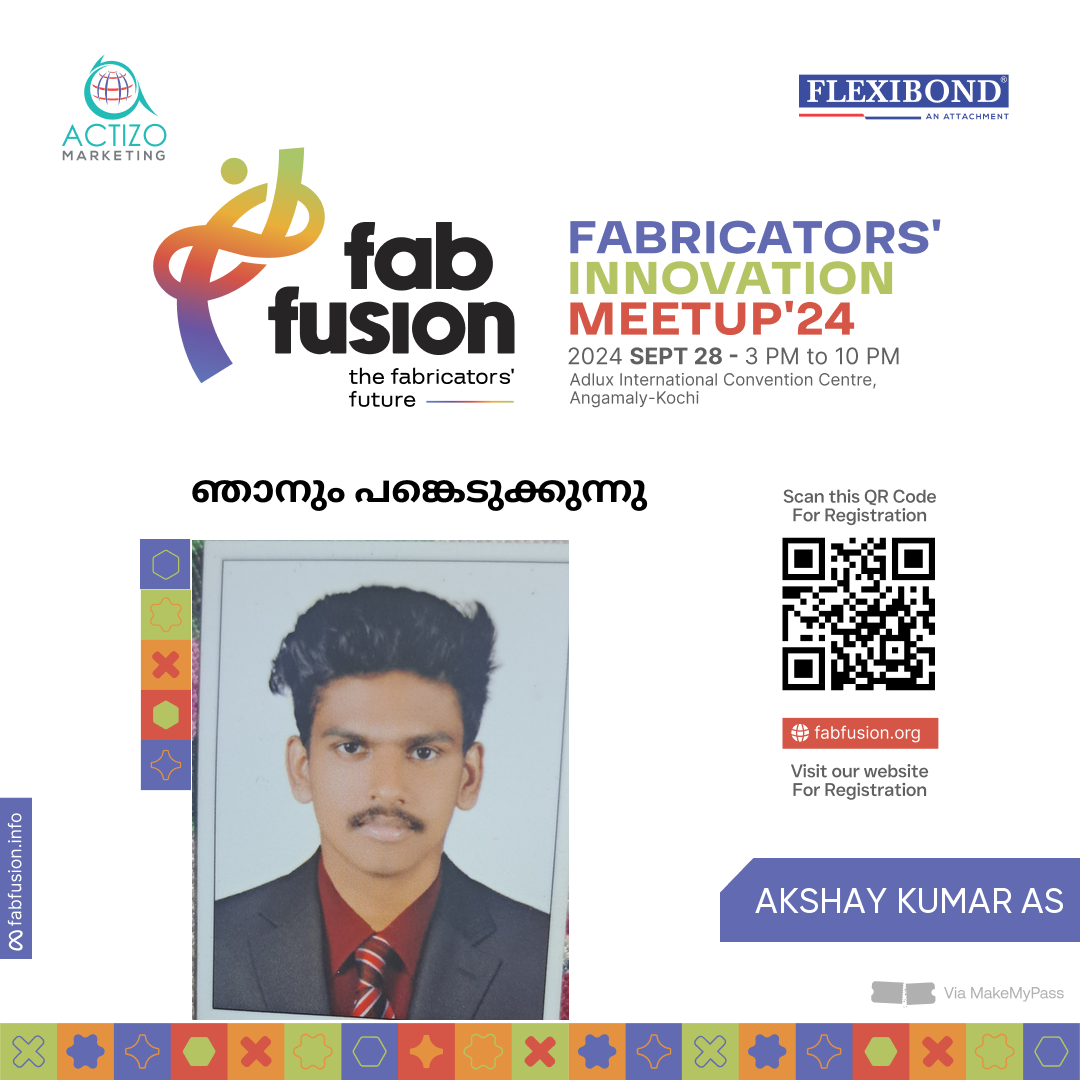 ACTIZO
MARKETING
FLEXIBOND®
AN ATTACHMENT
fab
fusion
the fabricators'
future
FABRICATORS'
INNOVATION
MEETUP'24
2024 SEPT 28 - 3 PM to 10 PM
Adlux International Convention Centre,
Angamaly-Kochi
ഞാനും പങ്കെടുക്കുന്നു
Scan this QR Code
For Registration
fabfusion.org
Visit our website
For Registration
fabfusion.info
AKSHAY KUMAR AS
Via MakeMyPass